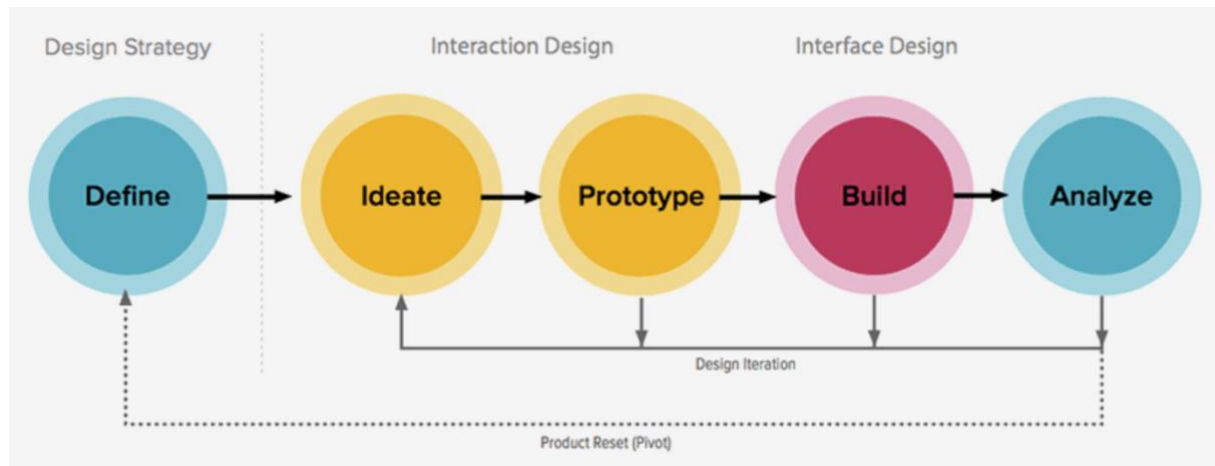 Design Strategy
Interaction Design
Interface Design
Define
Ideate
Prototype
Build
Analyze
Design Iteration
Product Reset (Pivot)